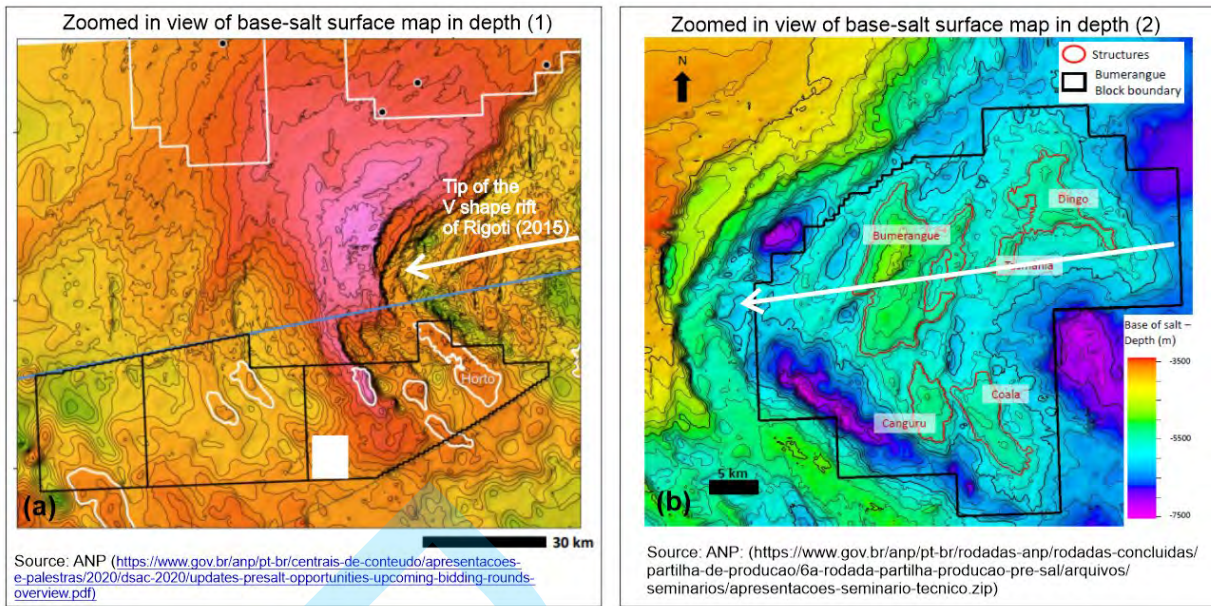 Zoomed in view of base-salt surface map in depth (1)
Tip of the
V shape rift
of Rigoti (2015)
Horto
(a)
30 km
Source: ANP (https://www.gov.br/anp/pt-br/centrais-de-conteudo/apresentacoes-
e-palestras/2020/dsac-2020/updates-presalt-opportunities-upcoming-bidding-rounds-
overview.pdf)
Zoomed in view of base-salt surface map in depth (2)
N
Structures
Bumerangue
Block boundary
Dingo
Bumerangue
Tasmania
Base of salt –
Depth (m)
-3500
-5500
-7500
Coala
Canguru
5 km
(b)
Source: ANP: (https://www.gov.br/anp/pt-br/rodadas-anp/rodadas-concluidas/
partilha-de-producao/6a-rodada-partilha-producao-pre-sal/arquivos/
seminarios/apresentacoes-seminario-tecnico.zip)